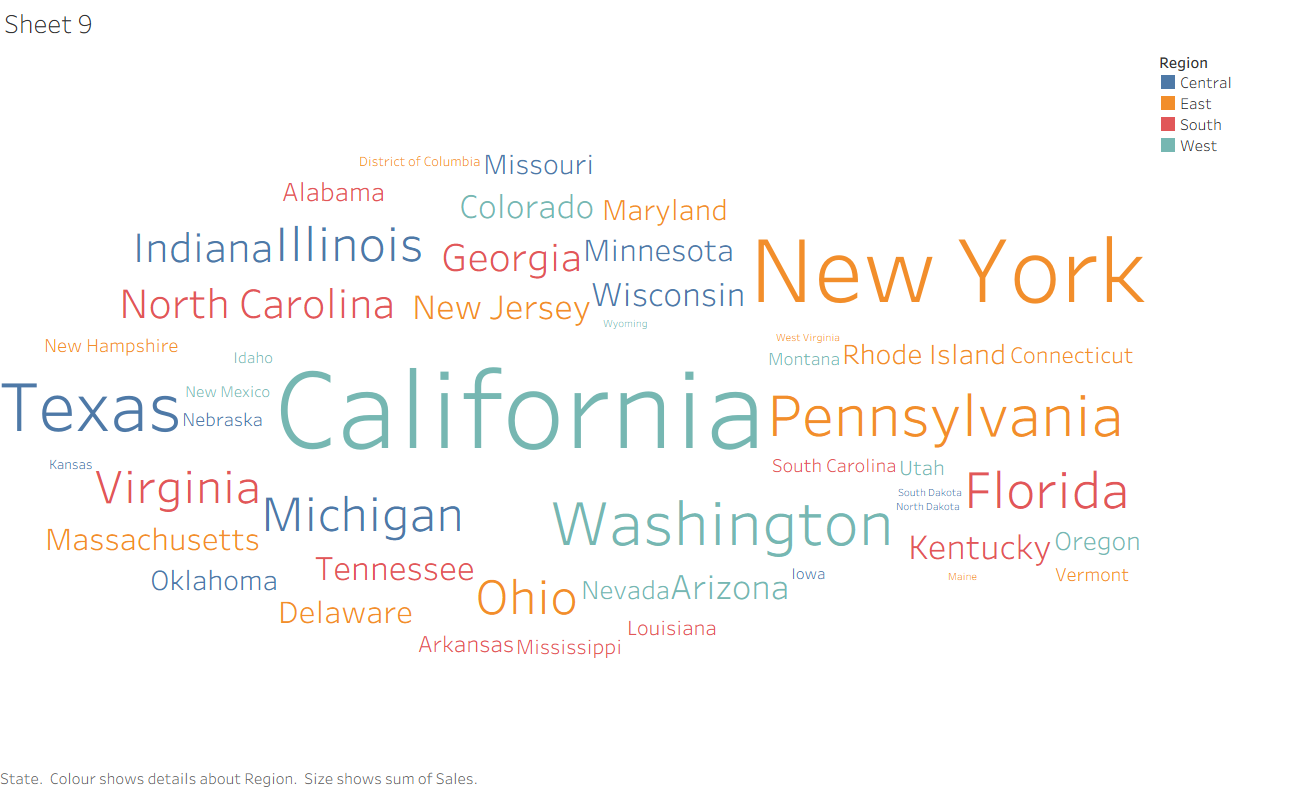 Sheet 9
Region
Central
East
South
West
District of Columbia Missouri
Alabama
Colorado Maryland
Indiana Illinois Georgia Minnesota New York
North Carolina New Jersey Wisconsin
Wyoming
West Virginia
New Hampshire Idaho Montana Rhode Island Connecticut
New Mexico
Texas Nebraska California Pennsylvania
Kansas South Carolina Utah
Virginia South Dakota Florida
North Dakota
Michigan Washington
Massachusetts Kentucky Oregon
Oklahoma Tennessee Iowa Maine Vermont
Ohio Nevada Arizona
Delaware
Louisiana
Arkansas Mississippi
State. Colour shows details about Region. Size shows sum of Sales.